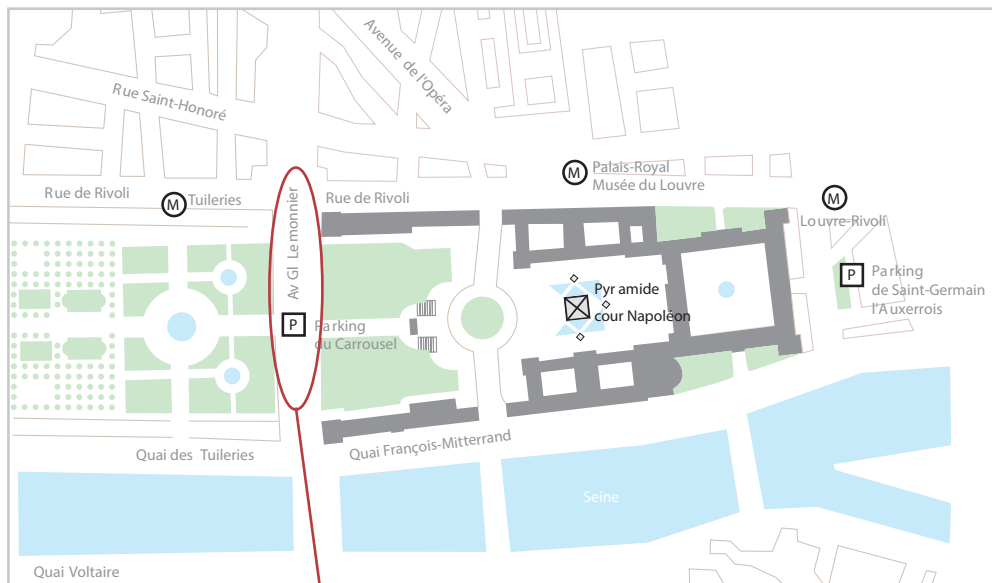 Avenue de l'Opéra
Rue Saint-Honoré
M
Palais-Royal
Musée du Louvre
Rue de Rivoli
M
Tuileries
Av Gl Lemonnier
Rue de Rivoli
M
Louvre-Rivoli
P
Parking
de Saint-Germain
l'Auxerrois
Pyr amide
cour Napoléon
P
Parking
du Carrousel
Quai des Tuileries
Quai François-Mitterrand
Seine
Quai Voltaire